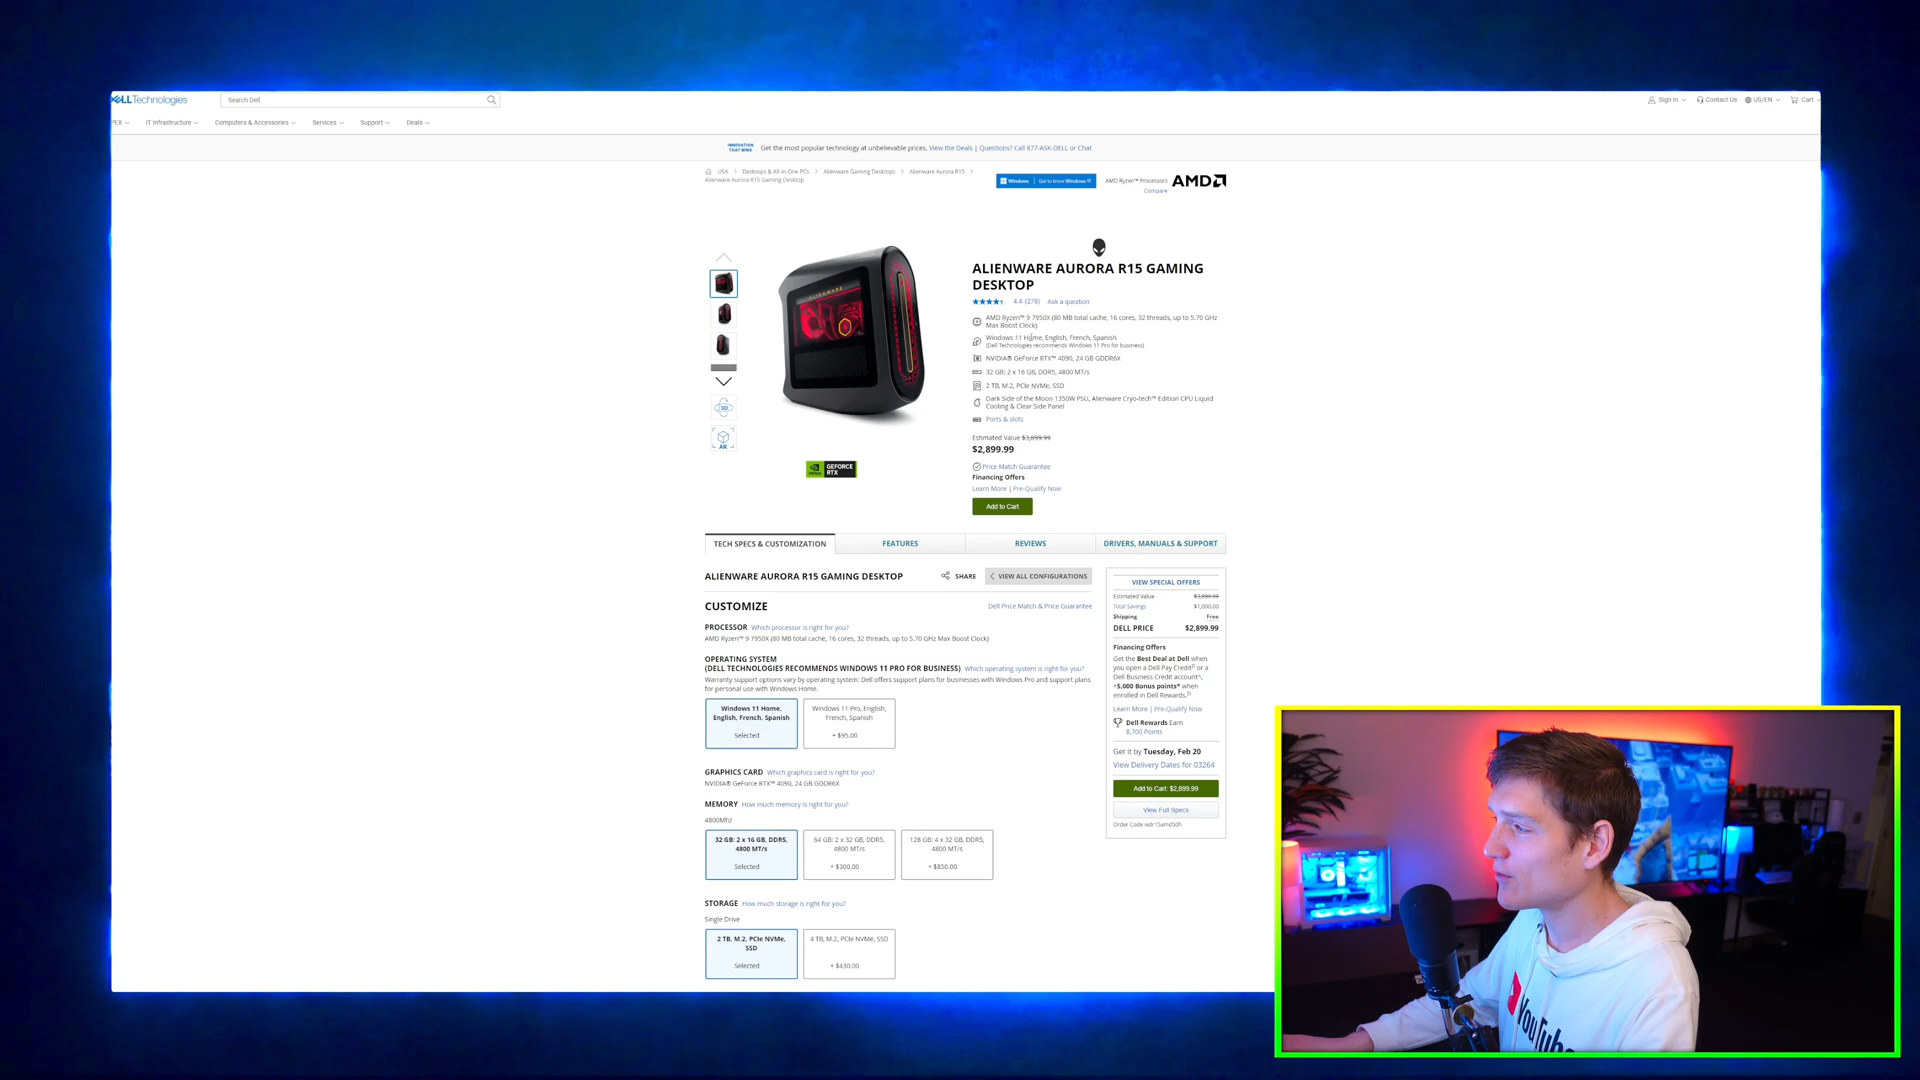 DELLTechnologies
Search Dell
Sign In
Contact Us
US/EN
Cart
PEX
IT Infrastructure
Computers & Accessories
Services
Support
Deals
INNOVATION THAT WINS
Get the most popular technology at unbelievable prices. View the Deals | Questions? Call 877-ASK-DELL or Chat
USA > Desktops & All-in-One PCs > Alienware Gaming Desktops > Alienware Aurora R15 >
Alienware Aurora R15 Gaming Desktop
Windows | Get to know Windows 11
AMD Ryzen™ Processors
Compare
AMD
ALIENWARE
ALIENWARE AURORA R15 GAMING
DESKTOP
4.4 (278) Ask a question
AMD Ryzen™ 9 7950X (80 MB total cache, 16 cores, 32 threads, up to 5.70 GHz
Max Boost Clock)
Windows 11 Home, English, French, Spanish
(Dell Technologies recommends Windows 11 Pro for business)
NVIDIA® GeForce RTX™ 4090, 24 GB GDDR6X
32 GB: 2 x 16 GB, DDR5, 4800 MT/s
2 TB, M.2, PCIe NVMe, SSD
Dark Side of the Moon 1350W PSU, Alienware Cryo-tech™ Edition CPU Liquid
Cooling & Clear Side Panel
Ports & slots
3D
AR
Estimated Value $3,899.99
$2,899.99
Price Match Guarantee
Financing Offers
Learn More | Pre-Qualify Now
Add to Cart
NVIDIA
GEFORCE
RTX
TECH SPECS & CUSTOMIZATION
FEATURES
REVIEWS
DRIVERS, MANUALS & SUPPORT
ALIENWARE AURORA R15 GAMING DESKTOP
SHARE
VIEW ALL CONFIGURATIONS
CUSTOMIZE
Dell Price Match & Price Guarantee
PROCESSOR Which processor is right for you?
AMD Ryzen™ 9 7950X (80 MB total cache, 16 cores, 32 threads, up to 5.70 GHz Max Boost Clock)
OPERATING SYSTEM
(DELL TECHNOLOGIES RECOMMENDS WINDOWS 11 PRO FOR BUSINESS) Which operating system is right for you?
Warranty support options vary by operating system: Dell offers support plans for businesses with Windows Pro and support plans
for personal use with Windows Home.
Windows 11 Home,
English, French, Spanish
Selected
Windows 11 Pro, English,
French, Spanish
+ $95.00
GRAPHICS CARD Which graphics card is right for you?
NVIDIA® GeForce RTX™ 4090, 24 GB GDDR6X
MEMORY How much memory is right for you?
4800Mhz
32 GB: 2 x 16 GB, DDR5,
4800 MT/s
Selected
64 GB: 2 x 32 GB, DDR5,
4800 MT/s
+ $300.00
128 GB: 4 x 32 GB, DDR5,
4800 MT/s
+ $850.00
STORAGE How much storage is right for you?
Single Drive
2 TB, M.2, PCIe NVMe,
SSD
Selected
4 TB, M.2, PCIe NVMe, SSD
+ $430.00
VIEW SPECIAL OFFERS
Estimated Value $3,899.99
Total Savings $1,000.00
Shipping Free
DELL PRICE $2,899.99
Financing Offers
Get the Best Deal at Dell when
you open a Dell Pay Credit or a
Dell Business Credit account^,
+5,000 Bonus points* when
enrolled in Dell Rewards.
Learn More | Pre-Qualify Now
Dell Rewards Earn
8,700 Points
Get it by Tuesday, Feb 20
View Delivery Dates for 03264
Add to Cart: $2,899.99
View Full Specs
Order Code wdr15amd50h
YouTube